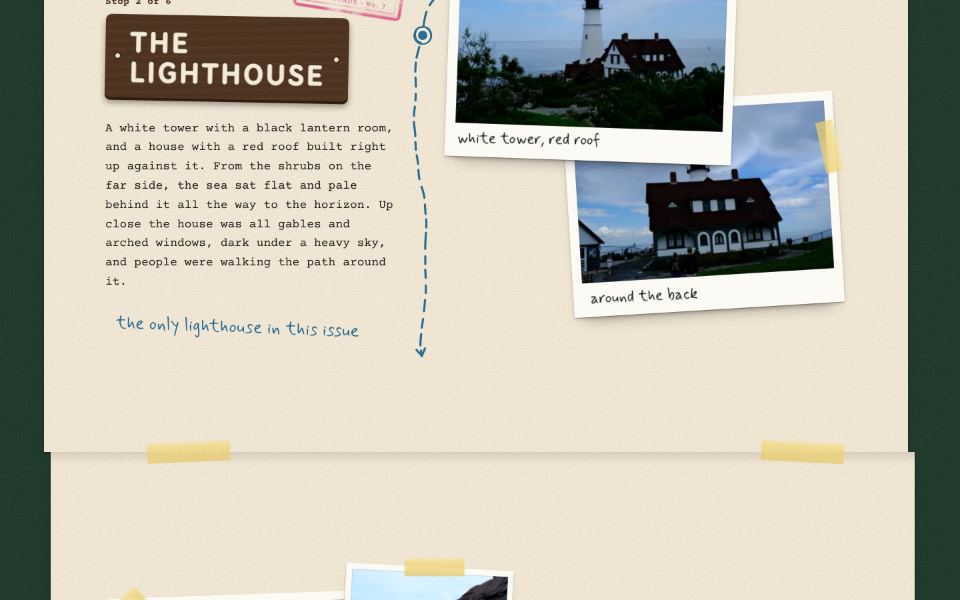 Stop 2 of 6
THE
LIGHTHOUSE
A white tower with a black lantern room,
and a house with a red roof built right
up against it. From the shrubs on the
far side, the sea sat flat and pale
behind it all the way to the horizon. Up
close the house was all gables and
arched windows, dark under a heavy sky,
and people were walking the path around
it.
the only lighthouse in this issue
white tower, red roof
around the back